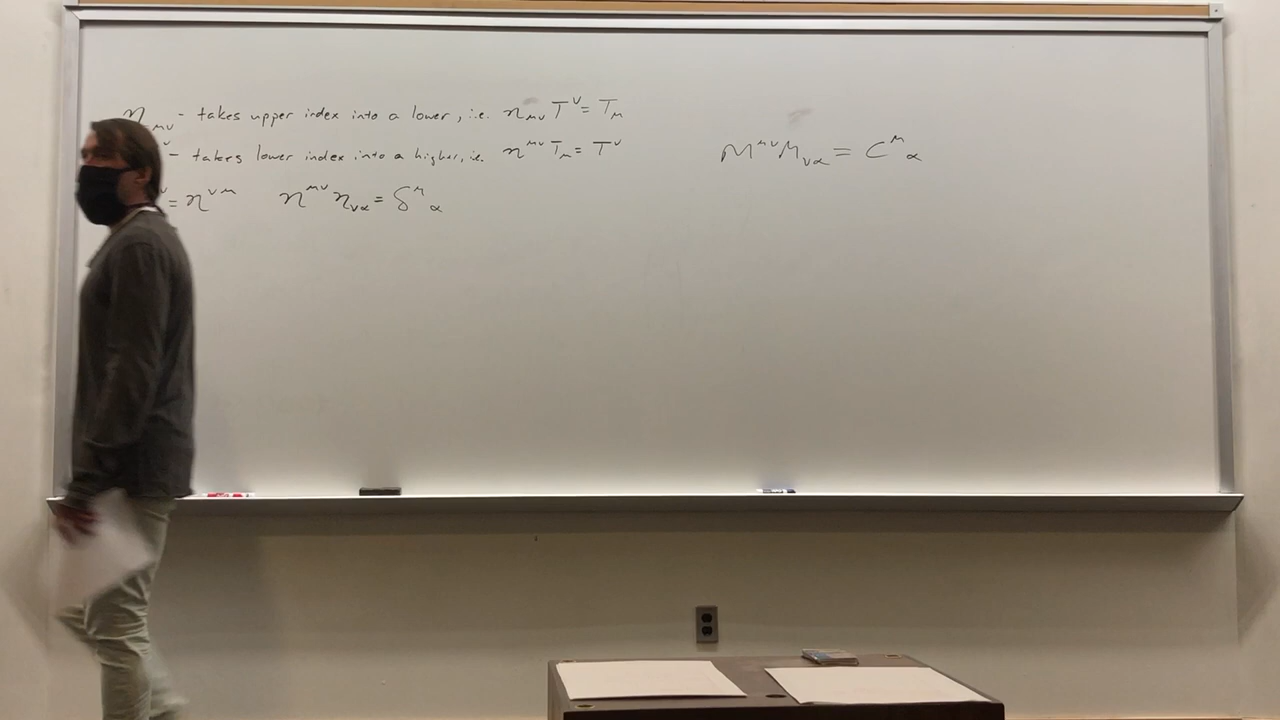 η_μν - takes upper index into a lower, i.e. η_μν T^ν = T_μ
^ν - takes lower index into a higher, i.e. η^μν T_μ = T^ν
^ν = η^νμ η^μν η_να = δ^μ_α
M^μν M_να = C^μ_α